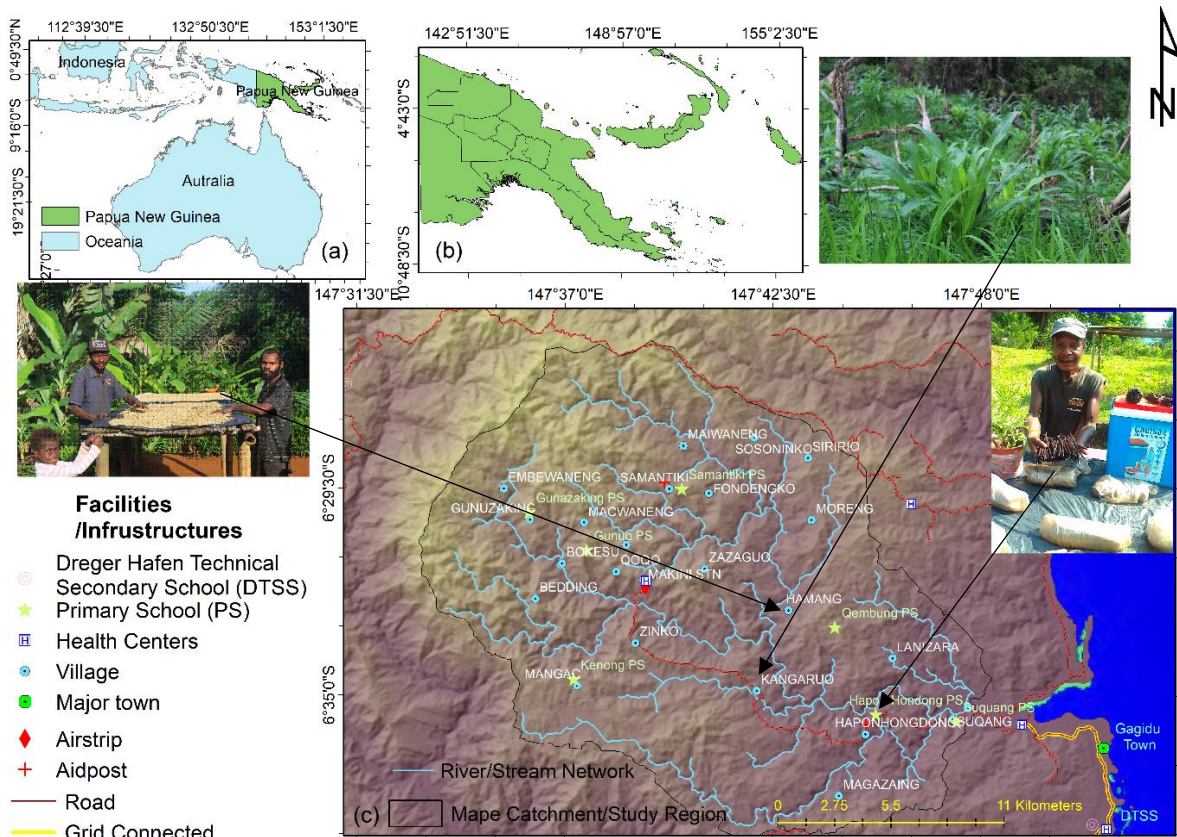 112°39'30"E 132°50'30"E 153°1'30"E
0°49'30"N
9°16'0"S
19°21'30"S
27°0'
Indonesia
Papua New Guinea
Autralia
Papua New Guinea
Oceania
(a)
142°51'30"E 148°57'0"E 155°2'30"E
4°43'0"S
10°48'30"S
(b)
N
147°31'30"E 147°37'0"E 147°42'30"E 147°48'0"E
6°29'30"S
6°35'0"S
MAIWANENG
SOSONINKO
SIRIRIO
EMBEWANENG
SAMANTIKI
Samantiki PS
FONDENGKO
Gunazaking PS
GUNUZAKING
MACWANENG
MORENG
Gunuo PS
BOKESU
QOQO
ZAZAGUO
MAKINI STN
BEDDING
HAMANG
Qembung PS
ZINKO
LANIZARA
MANGAC
Kenong PS
KANGARUO
Hapon Hondong PS
Suquang PS
HAPONHONGDONG
SUQANG
Gagidu
Town
MAGAZAING
DTSS
River/Stream Network
Mape Catchment/Study Region
(c)
0 2.75 5.5 11 Kilometers
Facilities
/Infrustructures
Dreger Hafen Technical
Secondary School (DTSS)
Primary School (PS)
Health Centers
Village
Major town
Airstrip
Aidpost
Road
Grid Connected